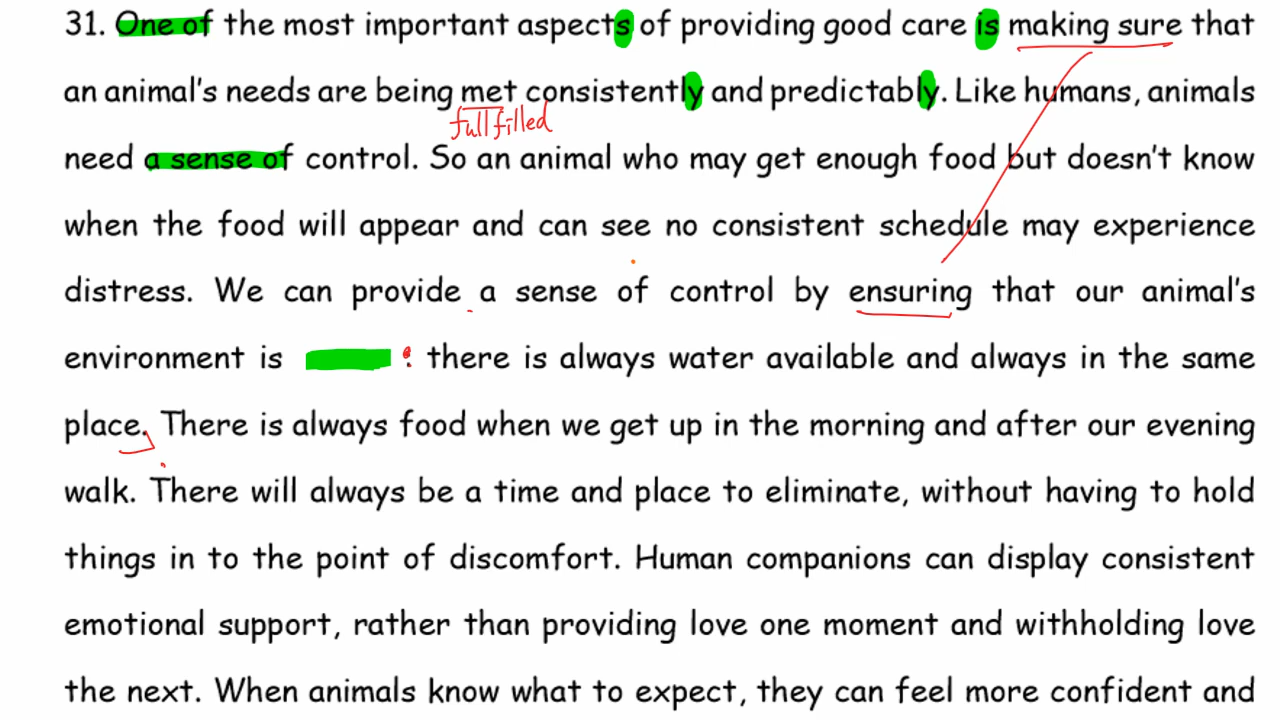 31. One of the most important aspects of providing good care is making sure that
an animal's needs are being met consistently and predictably. Like humans, animals
fullfilled
need a sense of control. So an animal who may get enough food but doesn't know
when the food will appear and can see no consistent schedule may experience
distress. We can provide a sense of control by ensuring that our animal's
environment is : there is always water available and always in the same
place. There is always food when we get up in the morning and after our evening
walk. There will always be a time and place to eliminate, without having to hold
things in to the point of discomfort. Human companions can display consistent
emotional support, rather than providing love one moment and withholding love
the next. When animals know what to expect, they can feel more confident and